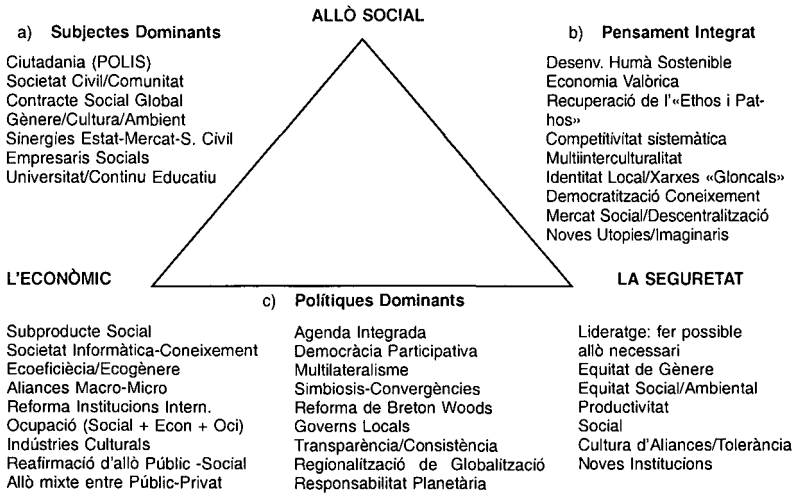 ALLÒ SOCIAL
a) Subjectes Dominants
Ciutadania (POLIS)
Societat Civil/Comunitat
Contracte Social Global
Gènere/Cultura/Ambient
Sinergies Estat-Mercat-S. Civil
Empresaris Socials
Universitat/Continu Educatiu
b) Pensament Integrat
Desenv. Humà Sostenible
Economia Valòrica
Recuperació de l'«Ethos i Pat-
hos»
Competitivitat sistemàtica
Multiinterculturalitat
Identitat Local/Xarxes «Gloncals»
Democratització Coneixement
Mercat Social/Descentralització
Noves Utopies/Imaginaris
L'ECONÒMIC
LA SEGURETAT
c) Polítiques Dominants
Subproducte Social
Societat Informàtica-Coneixement
Ecoeficiècia/Ecogènere
Aliances Macro-Micro
Reforma Institucions Intern.
Ocupació (Social + Econ + Oci)
Indústries Culturals
Reafirmació d'allò Públic -Social
Allò mixte entre Públic-Privat
Agenda Integrada
Democràcia Participativa
Multilateralisme
Simbiosis-Convergències
Reforma de Breton Woods
Governs Locals
Transparència/Consistència
Regionalització de Globalització
Responsabilitat Planetària
Lideratge: fer possible
allò necessari
Equitat de Gènere
Equitat Social/Ambiental
Productivitat
Social
Cultura d'Aliances/Tolerància
Noves Institucions